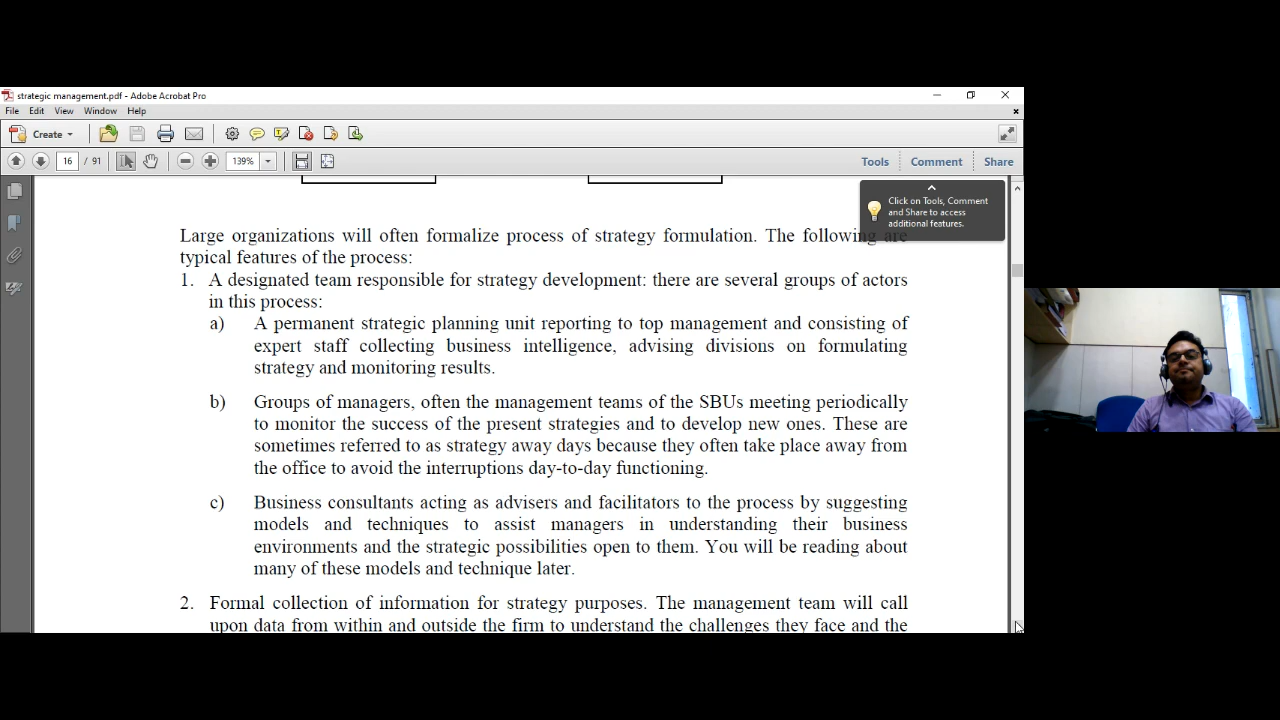 strategic management.pdf - Adobe Acrobat Pro
File Edit View Window Help
Create
16 / 91 139% Tools Comment Share
Click on Tools, Comment
and Share to access
additional features.
Large organizations will often formalize process of strategy formulation. The following are
typical features of the process:
1. A designated team responsible for strategy development: there are several groups of actors
in this process:
a) A permanent strategic planning unit reporting to top management and consisting of
expert staff collecting business intelligence, advising divisions on formulating
strategy and monitoring results.
b) Groups of managers, often the management teams of the SBUs meeting periodically
to monitor the success of the present strategies and to develop new ones. These are
sometimes referred to as strategy away days because they often take place away from
the office to avoid the interruptions day-to-day functioning.
c) Business consultants acting as advisers and facilitators to the process by suggesting
models and techniques to assist managers in understanding their business
environments and the strategic possibilities open to them. You will be reading about
many of these models and technique later.
2. Formal collection of information for strategy purposes. The management team will call
upon data from within and outside the firm to understand the challenges they face and the